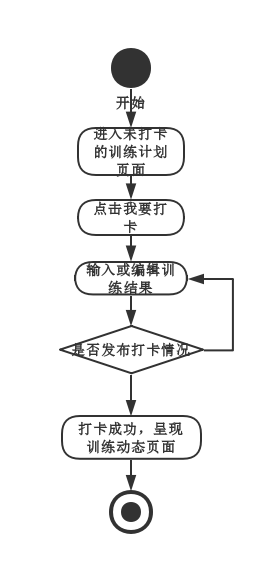 开始
进入未打卡
的训练计划
页面
点击我要打
卡
输入或编辑训
练结果
是否发布打卡情况
打卡成功，呈现
训练动态页面